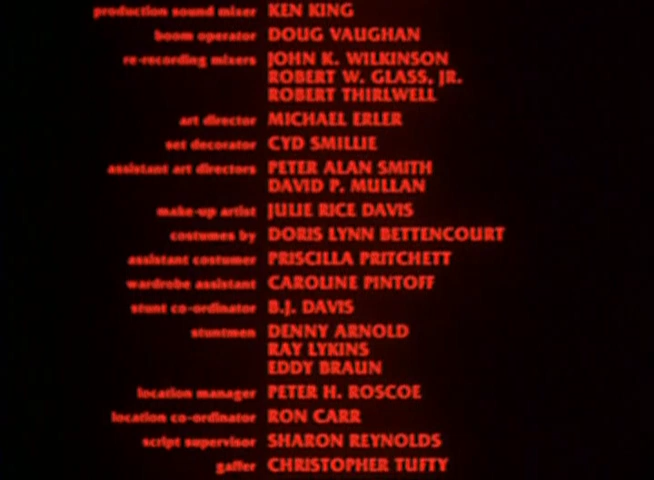 production sound mixer KEN KING
boom operator DOUG VAUGHAN
re-recording mixers JOHN K. WILKINSON
ROBERT W. GLASS, JR.
ROBERT THIRLWELL
art director MICHAEL ERLER
set decorator CYD SMILLIE
assistant art directors PETER ALAN SMITH
DAVID P. MULLAN
make-up artist JULIE RICE DAVIS
costumes by DORIS LYNN BETTENCOURT
assistant costumer PRISCILLA PRITCHETT
wardrobe assistant CAROLINE PINTOFF
stunt co-ordinator B.J. DAVIS
stuntmen DENNY ARNOLD
RAY LYKINS
EDDY BRAUN
location manager PETER H. ROSCOE
location co-ordinator RON CARR
script supervisor SHARON REYNOLDS
gaffer CHRISTOPHER TUFTY